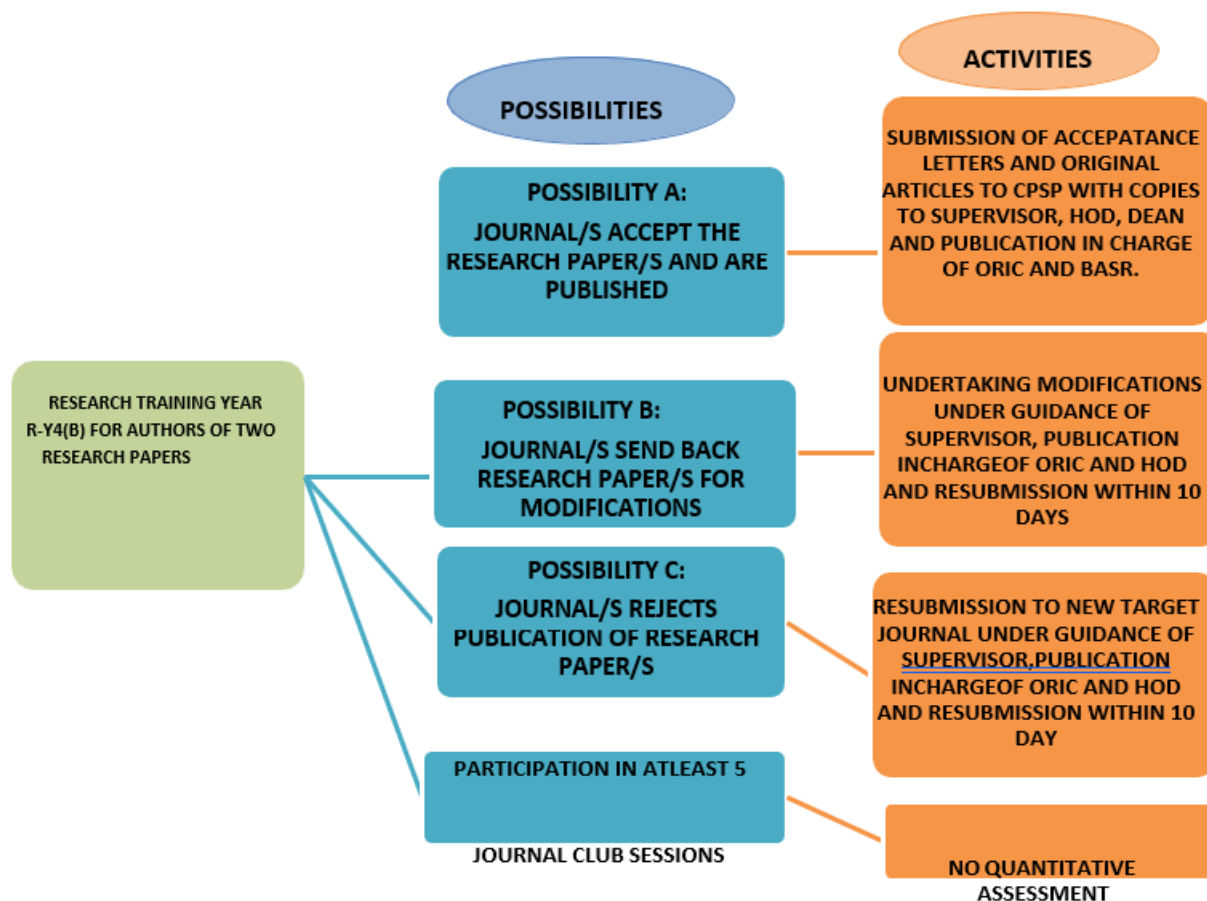 ACTIVITIES
POSSIBILITIES
RESEARCH TRAINING YEAR
R-Y4(B) FOR AUTHORS OF TWO
RESEARCH PAPERS
POSSIBILITY A:
JOURNAL/S ACCEPT THE
RESEARCH PAPER/S AND ARE
PUBLISHED
SUBMISSION OF ACCEPATANCE
LETTERS AND ORIGINAL
ARTICLES TO CPSP WITH COPIES
TO SUPERVISOR, HOD, DEAN
AND PUBLICATION IN CHARGE
OF ORIC AND BASR.
POSSIBILITY B:
JOURNAL/S SEND BACK
RESEARCH PAPER/S FOR
MODIFICATIONS
UNDERTAKING MODIFICATIONS
UNDER GUIDANCE OF
SUPERVISOR, PUBLICATION
INCHARGEOF ORIC AND HOD
AND RESUBMISSION WITHIN 10
DAYS
POSSIBILITY C:
JOURNAL/S REJECTS
PUBLICATION OF RESEARCH
PAPER/S
RESUBMISSION TO NEW TARGET
JOURNAL UNDER GUIDANCE OF
SUPERVISOR,PUBLICATION
INCHARGEOF ORIC AND HOD
AND RESUBMISSION WITHIN 10
DAY
PARTICIPATION IN ATLEAST 5
JOURNAL CLUB SESSIONS
NO QUANTITATIVE
ASSESSMENT